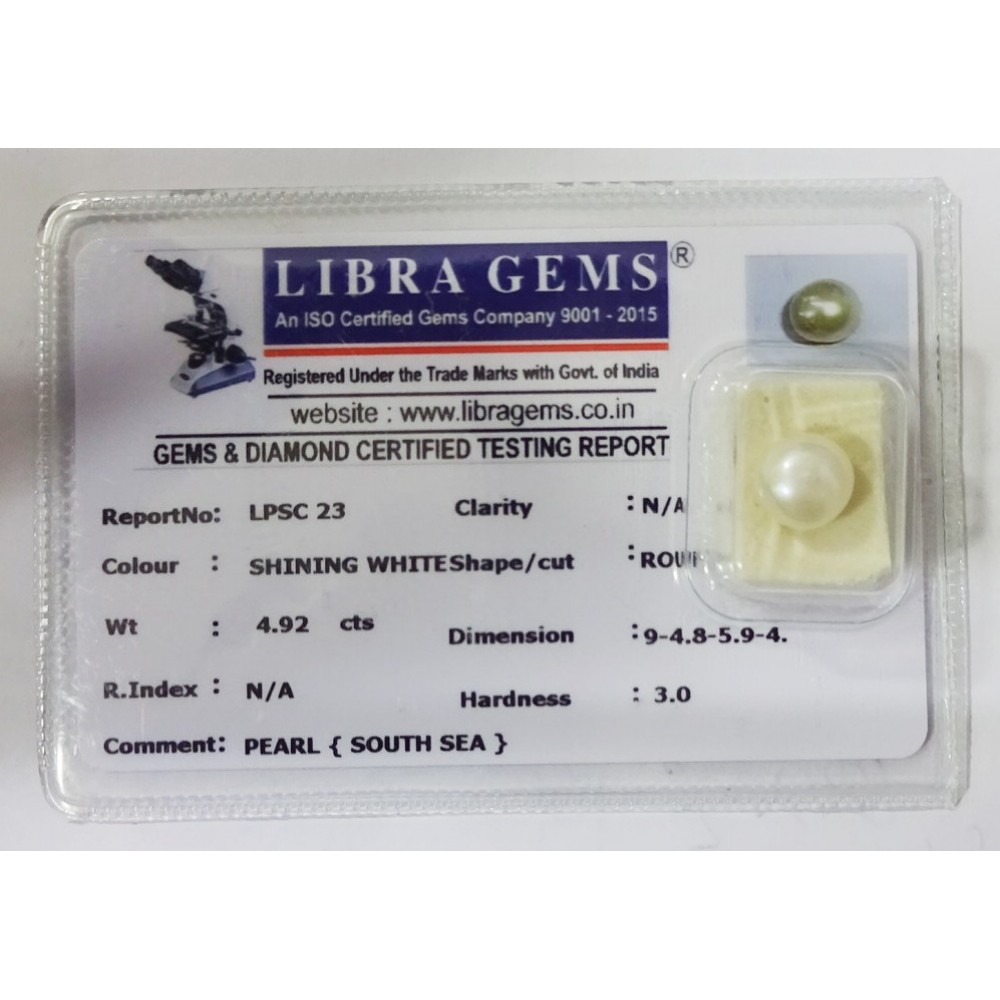 LIBRA GEMS ®
An ISO Certified Gems Company 9001 - 2015
Registered Under the Trade Marks with Govt. of India
website : www.libragems.co.in
GEMS & DIAMOND CERTIFIED TESTING REPORT
ReportNo: LPSC 23 Clarity : N/A
Colour : SHINING WHITE Shape/cut :
Wt : 4.92 cts Dimension :9-4.8-5.9-4.
R.Index : N/A Hardness : 3.0
Comment: PEARL { SOUTH SEA }